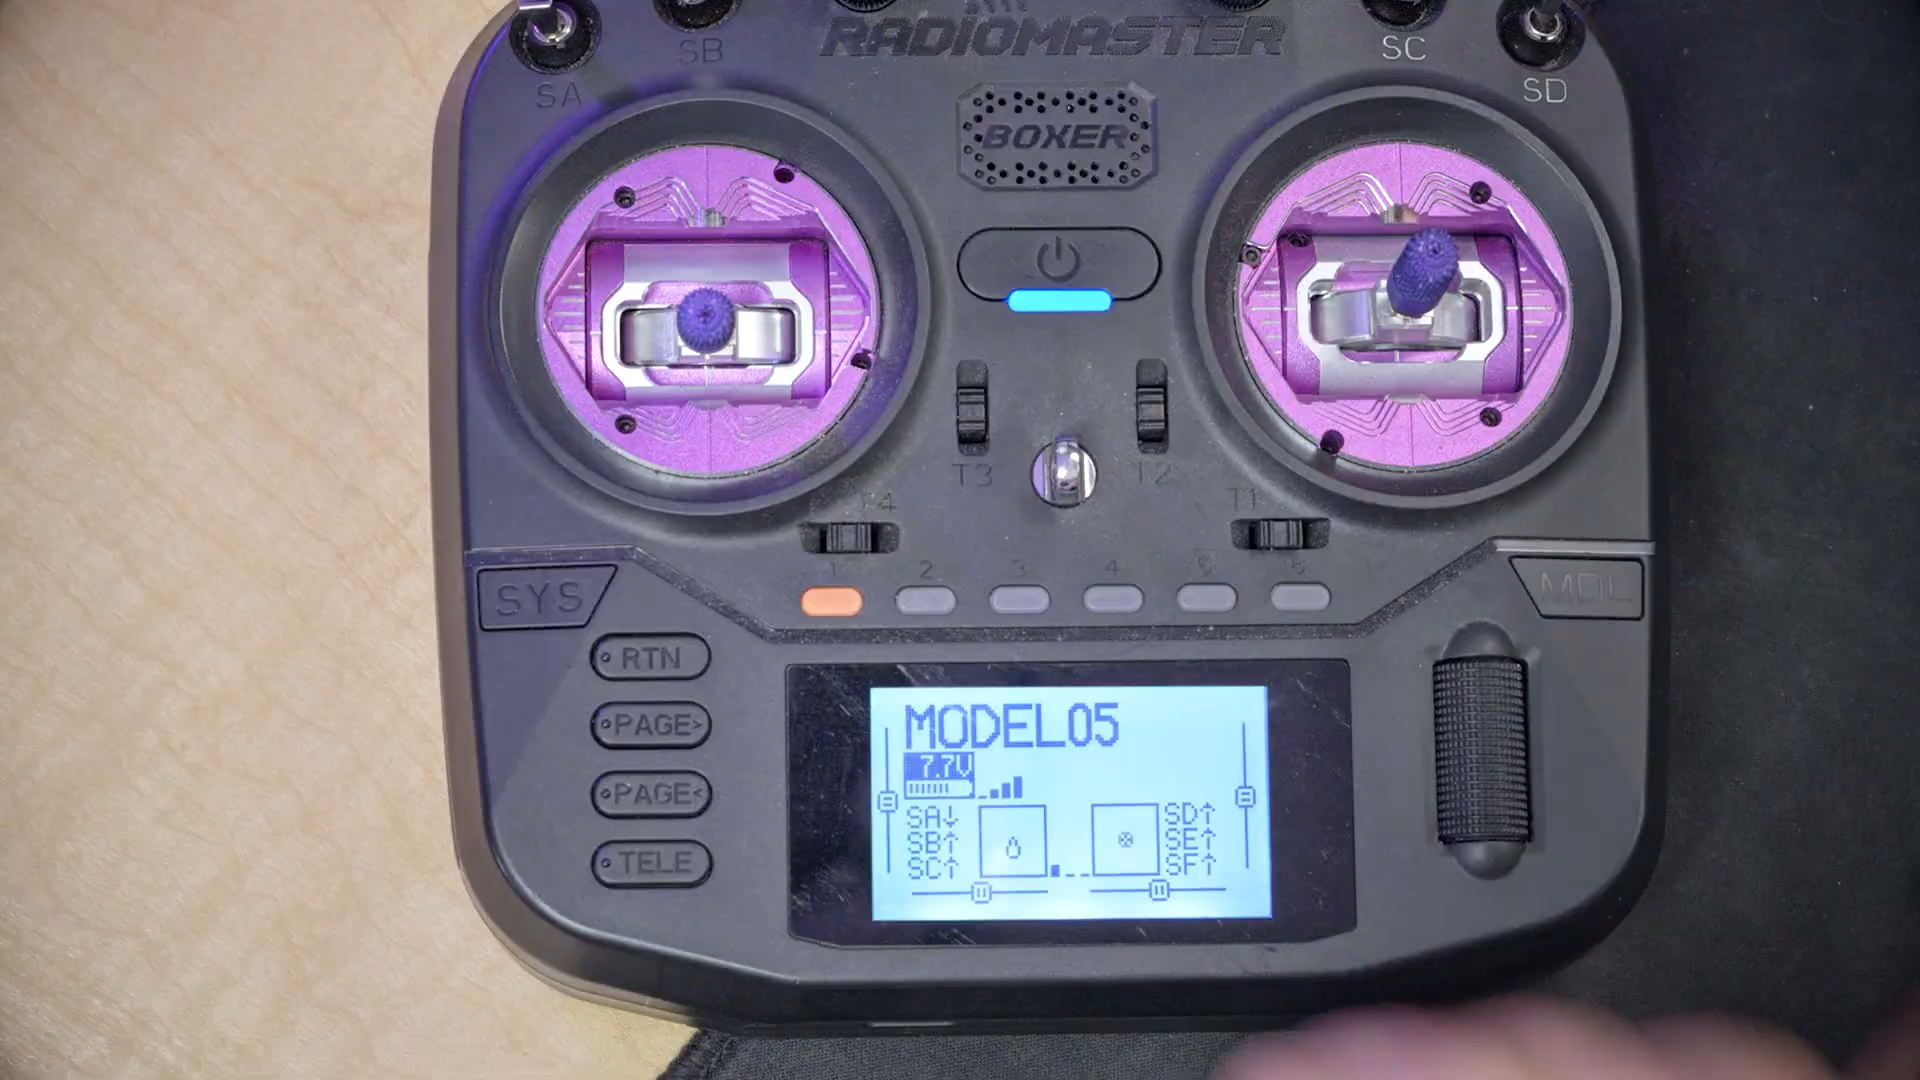 RADIOMASTER
SA
SB
SC
SD
BOXER
T3
T2
T4
T1
1
2
3
4
5
6
SYS
MDL
RTN
PAGE>
PAGE<
TELE
MODEL05
7.7V
SA↓
SB↑
SC↑
SD↑
SE↑
SF↑